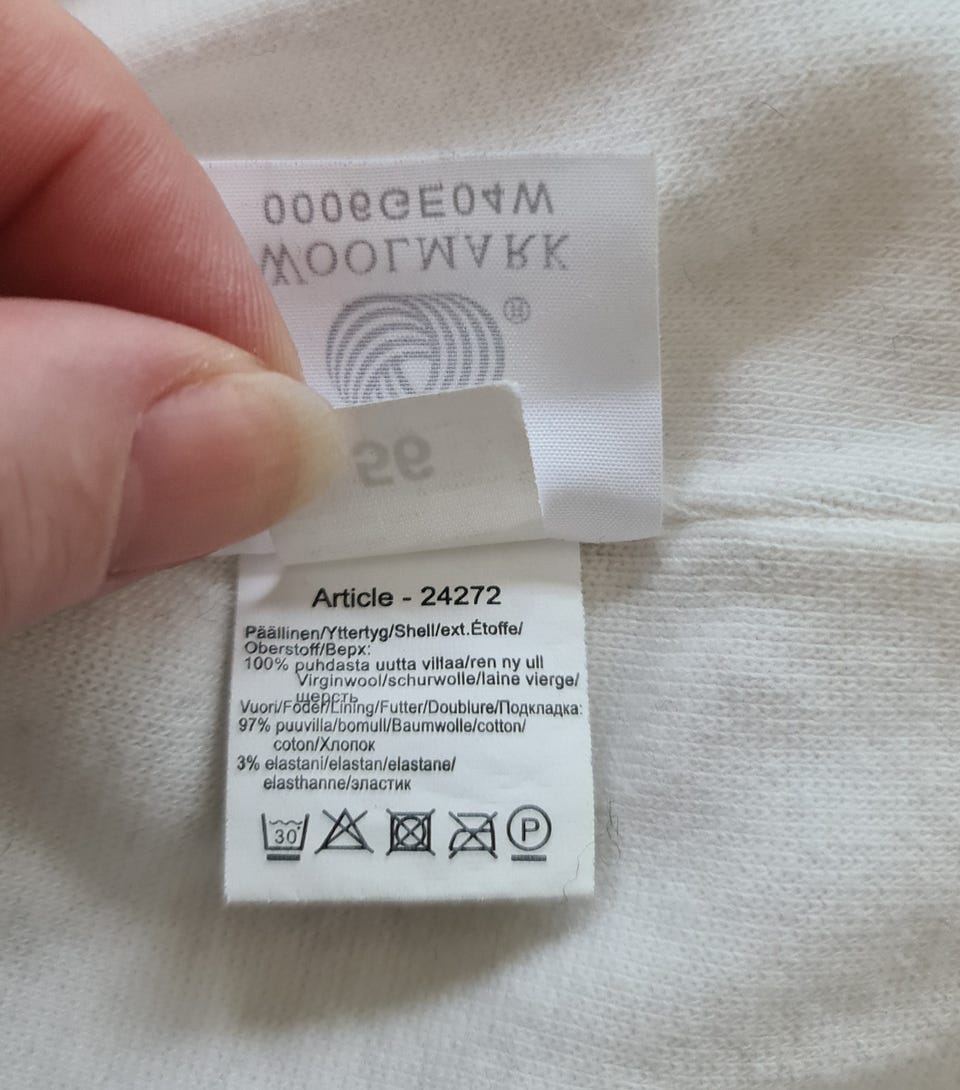 0006GE04W
WOOLMARK
®
56
Article - 24272
Päällinen/Yttertyg/Shell/ext.Étoffe/
Oberstoff/Верх:
100% puhdasta uutta villaa/ren ny ull
Virginwool/schurwolle/laine vierge/
шерсть
Vuori/Foder/Lining/Futter/Doublure/Подкладка:
97% puuvilla/bomull/Baumwolle/cotton/
coton/Хлопок
3% elastani/elastan/elastane/
elasthanne/эластик
30 P